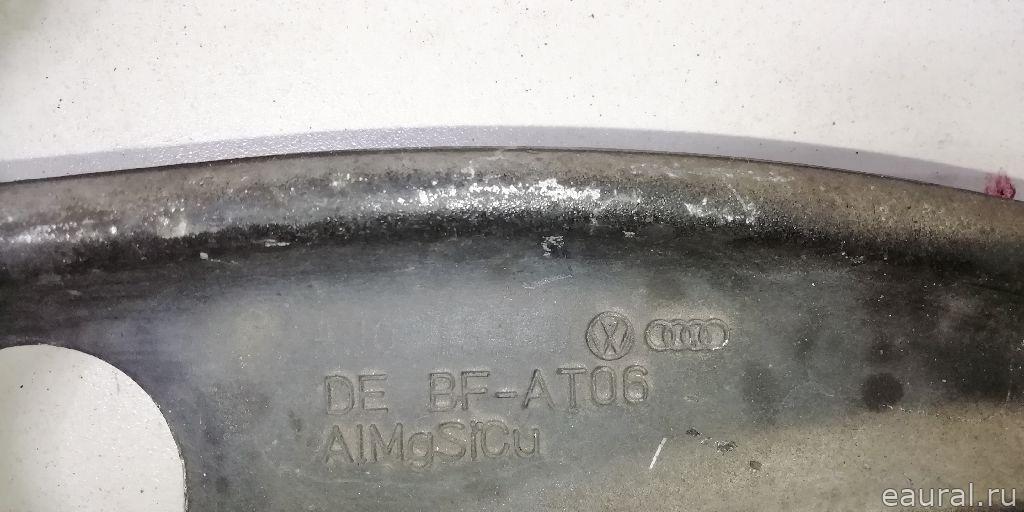 DE BF-AT06
AlMgSiCu
eaural.ru